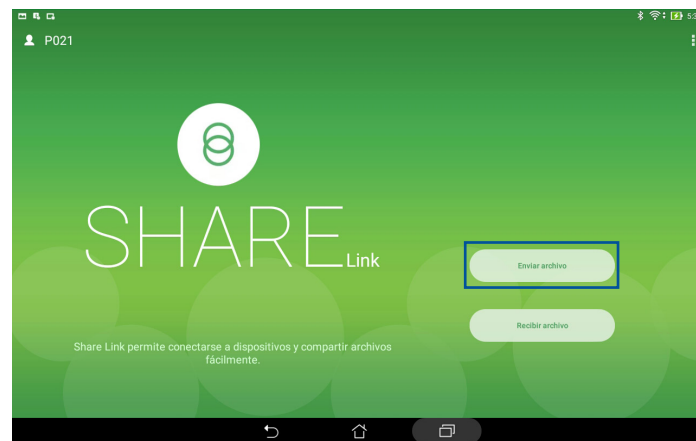 P021
SHARE Link
Enviar archivo
Recibir archivo
Share Link permite conectarse a dispositivos y compartir archivos
fácilmente.